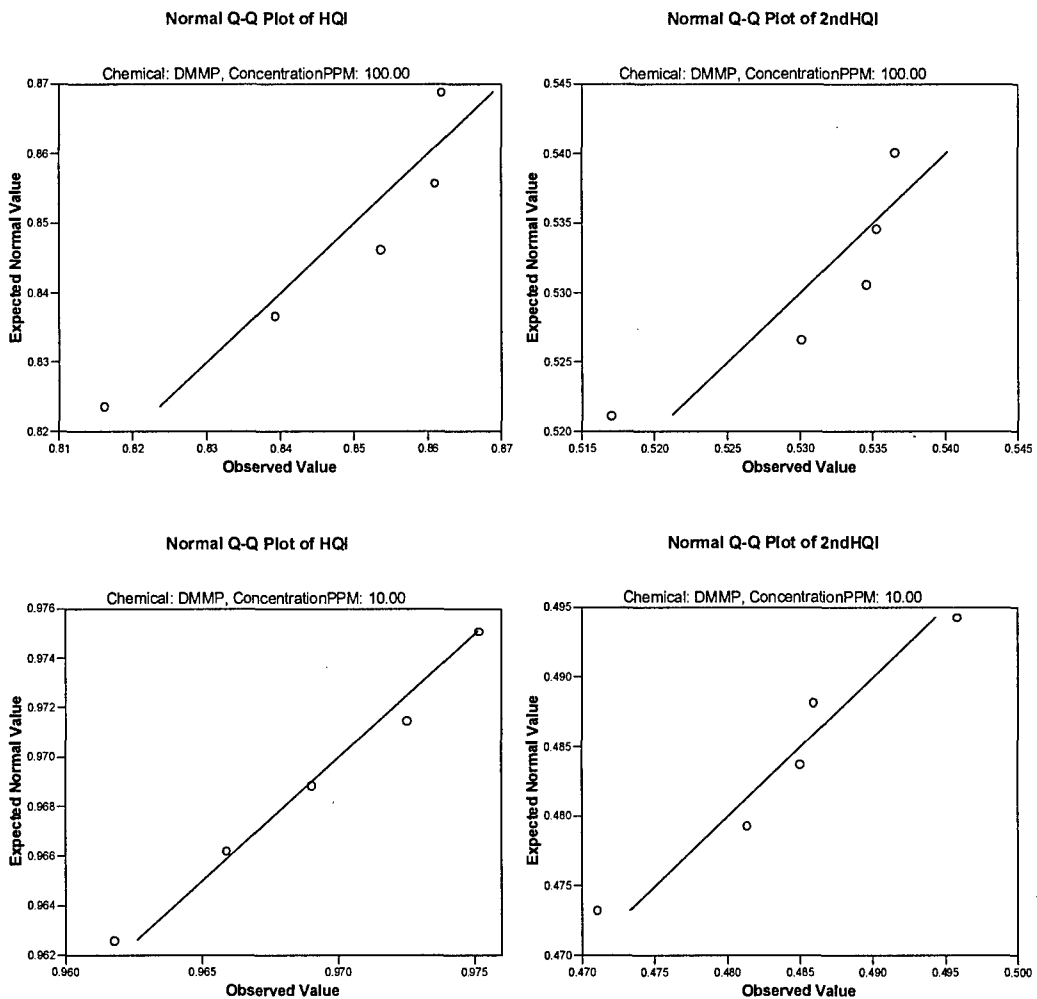 Normal Q-Q Plot of HQI
Chemical: DMMP, ConcentrationPPM: 100.00
0.87
0.86
0.85
0.84
0.83
0.82
Expected Normal Value
0.81 0.82 0.83 0.84 0.85 0.86 0.87
Observed Value
Normal Q-Q Plot of 2ndHQI
Chemical: DMMP, ConcentrationPPM: 100.00
0.545
0.540
0.535
0.530
0.525
0.520
Expected Normal Value
0.515 0.520 0.525 0.530 0.535 0.540 0.545
Observed Value
Normal Q-Q Plot of HQI
Chemical: DMMP, ConcentrationPPM: 10.00
0.976
0.974
0.972
0.970
0.968
0.966
0.964
0.962
Expected Normal Value
0.960 0.965 0.970 0.975
Observed Value
Normal Q-Q Plot of 2ndHQI
Chemical: DMMP, ConcentrationPPM: 10.00
0.495
0.490
0.485
0.480
0.475
0.470
Expected Normal Value
0.470 0.475 0.480 0.485 0.490 0.495 0.500
Observed Value